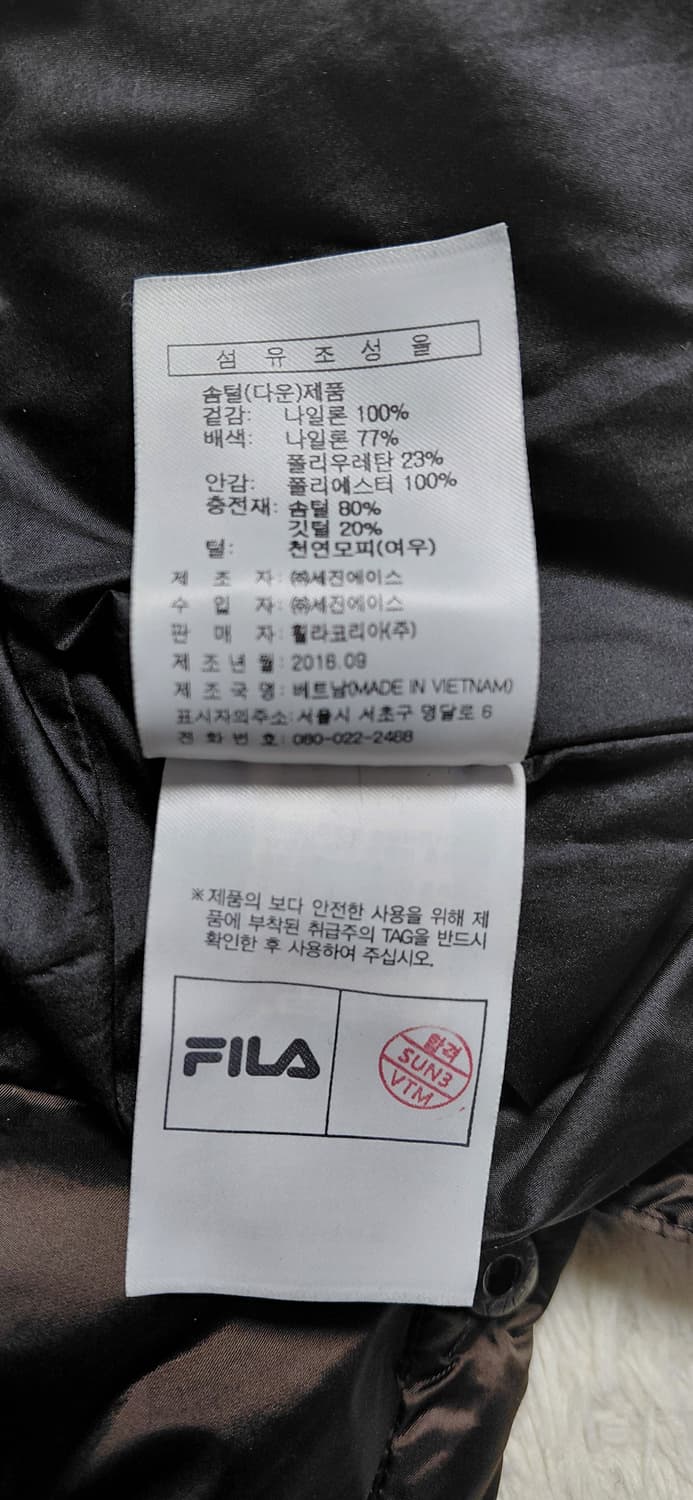 섬유조성율
솜털(다운)제품
겉감: 나일론 100%
배색: 나일론 77%
폴리우레탄 23%
안감: 폴리에스터 100%
충전재: 솜털 80%
깃털 20%
털: 천연모피(여우)
제조자: ㈜세진에이스
수입자: ㈜세진에이스
판매자: 휠라코리아(주)
제조년월: 2016.09
제조국명: 베트남(MADE IN VIETNAM)
표시자의주소: 서울시 서초구 명달로 6
전화번호: 080-022-2468
※제품의 보다 안전한 사용을 위해 제
품에 부착된 취급주의 TAG을 반드시
확인한 후 사용하여 주십시오.
FILA
합격
SUN3
VTM